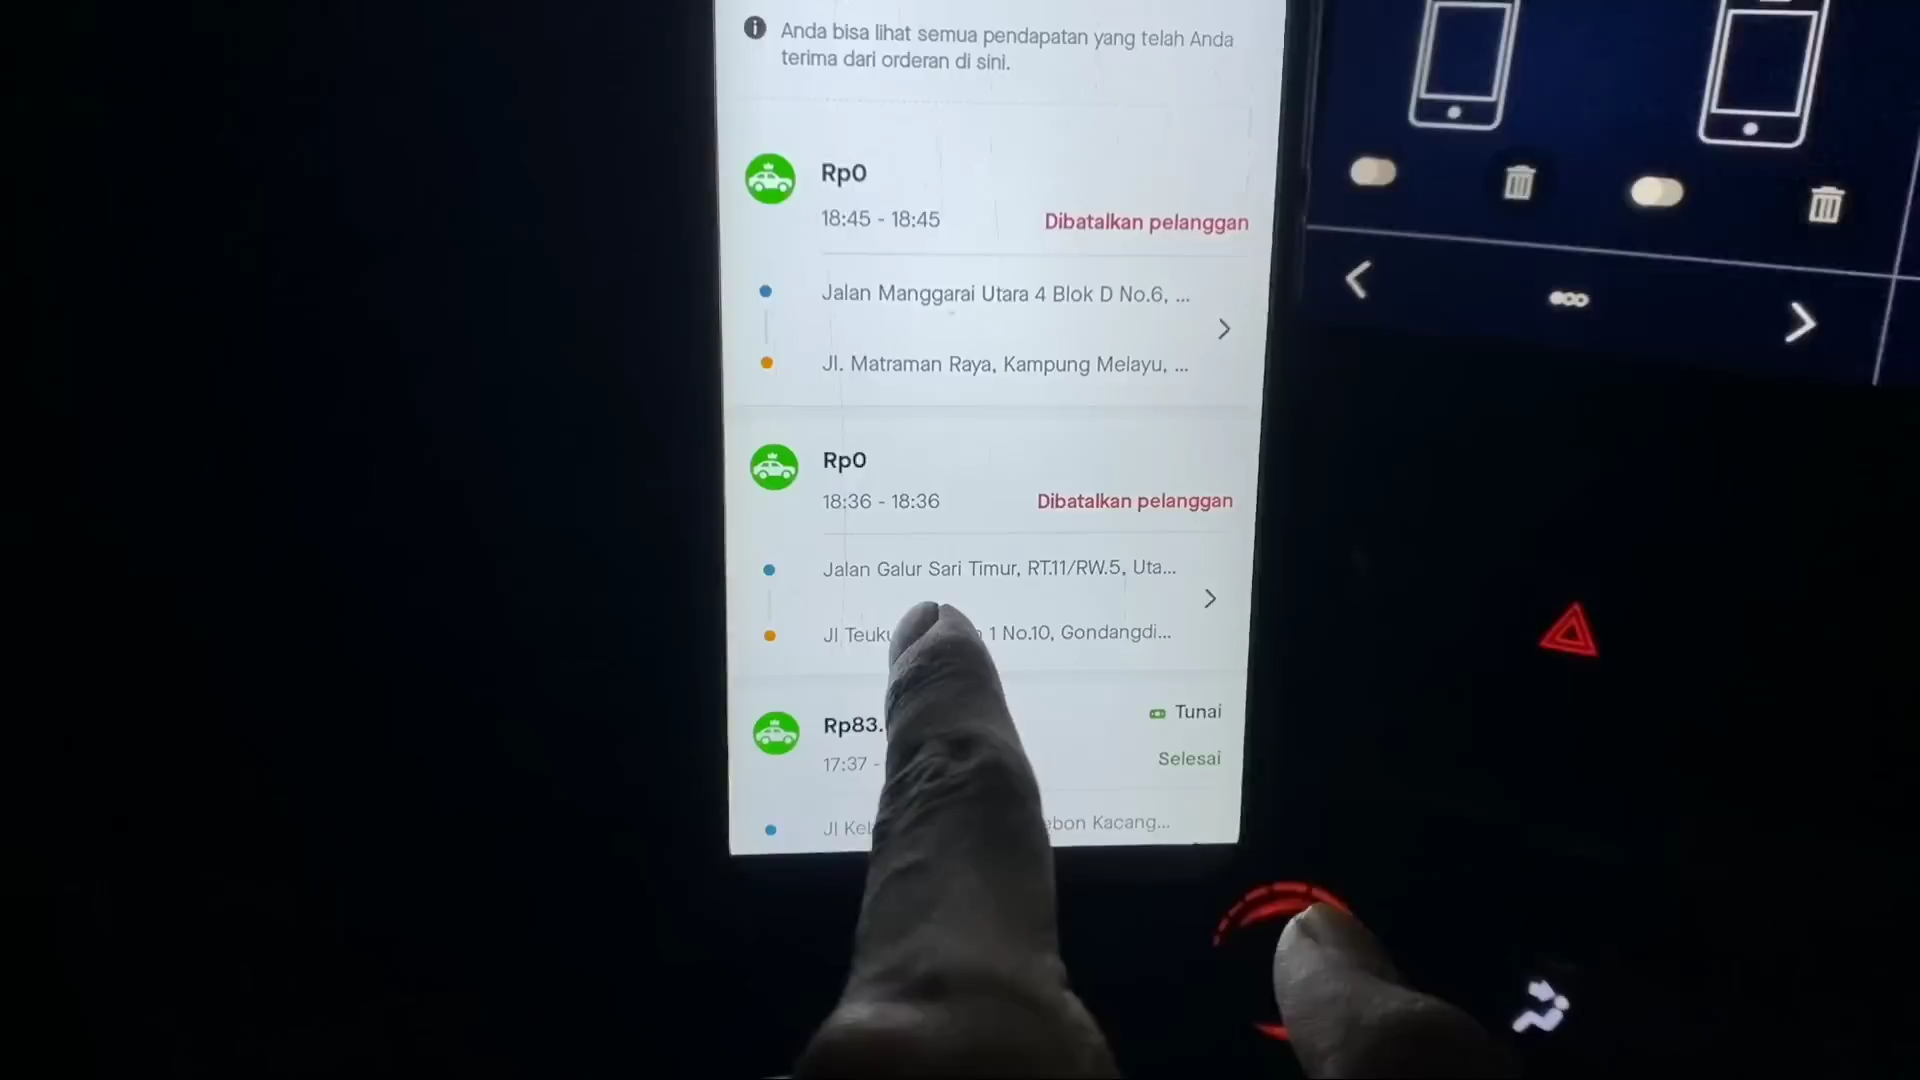 Anda bisa lihat semua pendapatan yang telah Anda
terima dari orderan di sini.
Rp0
18:45 - 18:45
Dibatalkan pelanggan
Jalan Manggarai Utara 4 Blok D No.6, ...
Jl. Matraman Raya, Kampung Melayu, ...
Rp0
18:36 - 18:36
Dibatalkan pelanggan
Jalan Galur Sari Timur, RT.11/RW.5, Uta...
Jl 1 No.10, Gondangdi...
Rp83.
Tunai
17:37 -
Selesai
Jl Kacang...